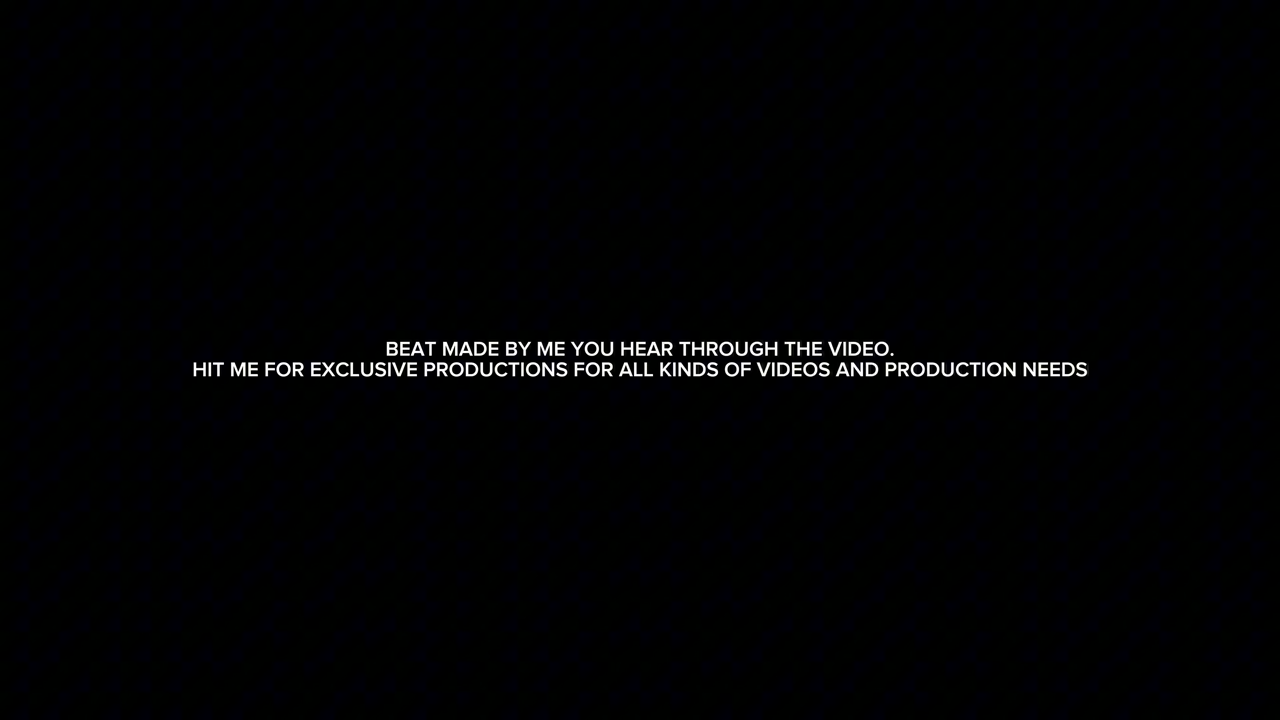 BEAT MADE BY ME YOU HEAR THROUGH THE VIDEO.
HIT ME FOR EXCLUSIVE PRODUCTIONS FOR ALL KINDS OF VIDEOS AND PRODUCTION NEEDS